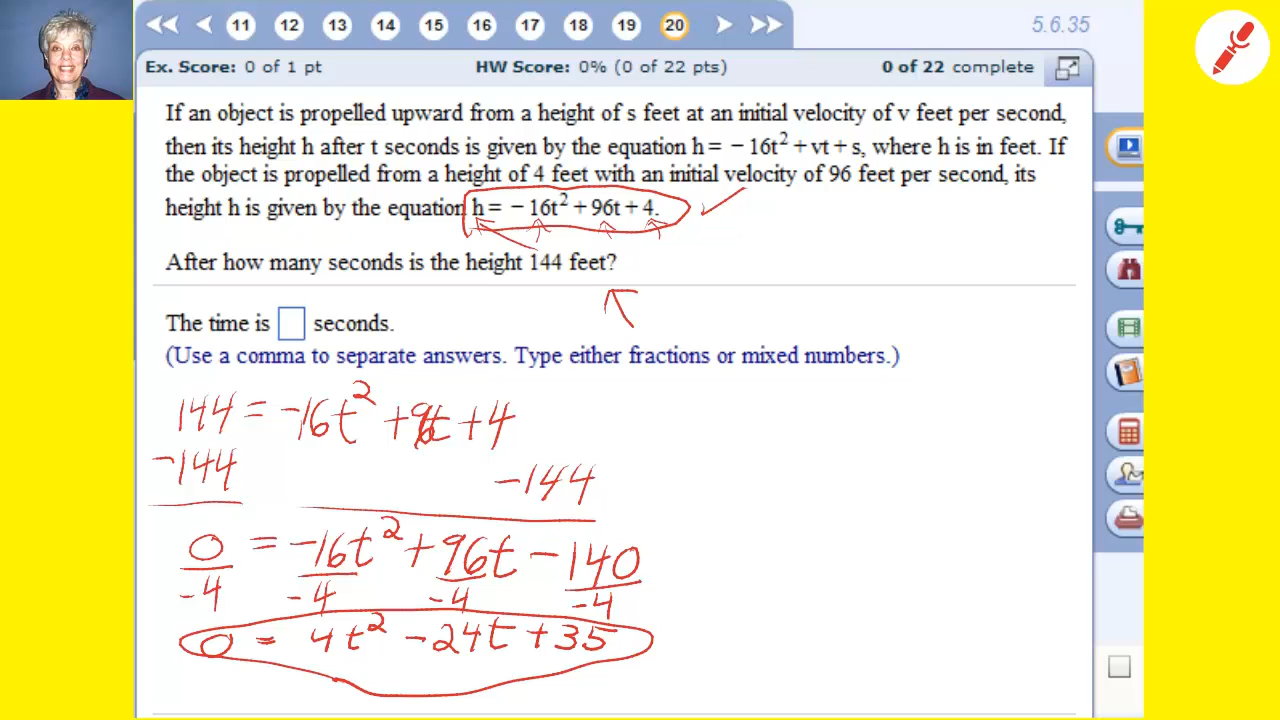 11 12 13 14 15 16 17 18 19 20
5.6.35
Ex. Score: 0 of 1 pt HW Score: 0% (0 of 22 pts) 0 of 22 complete
If an object is propelled upward from a height of s feet at an initial velocity of v feet per second,
then its height h after t seconds is given by the equation h = − 16t² + vt + s, where h is in feet. If
the object is propelled from a height of 4 feet with an initial velocity of 96 feet per second, its
height h is given by the equation h = − 16t² + 96t + 4.
After how many seconds is the height 144 feet?
The time is seconds.
(Use a comma to separate answers. Type either fractions or mixed numbers.)
144 = -16t² + 96t + 4
-144 -144
0 = -16t² + 96t - 140
-4 -4 -4 -4
0 = 4t² - 24t + 35